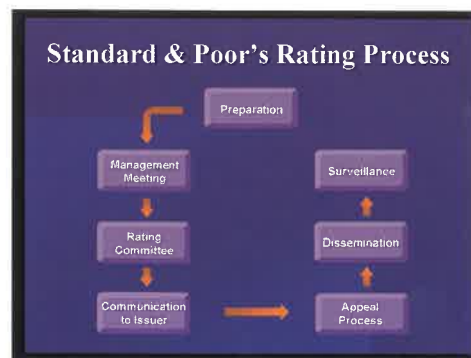 Standard & Poor's Rating Process
Preparation
Management
Meeting
Rating
Committee
Communication
to Issuer
Appeal
Process
Dissemination
Surveillance